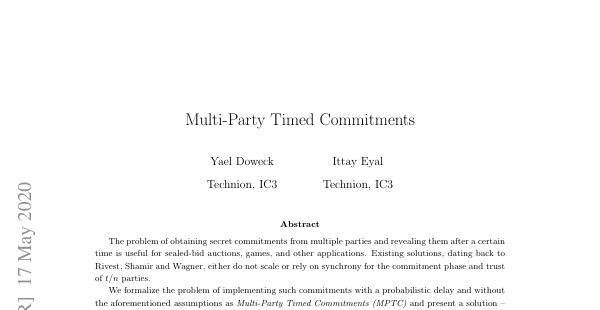 Multi-Party Timed Commitments
Yael Doweck Ittay Eyal
Technion, IC3 Technion, IC3
Abstract
The problem of obtaining secret commitments from multiple parties and revealing them after a certain
time is useful for sealed-bid auctions, games, and other applications. Existing solutions, dating back to
Rivest, Shamir and Wagner, either do not scale or rely on synchrony for the commitment phase and trust
of t/n parties.
We formalize the problem of implementing such commitments with a probabilistic delay and without
the aforementioned assumptions as Multi-Party Timed Commitments (MPTC) and present a solution –
R] 17 May 2020